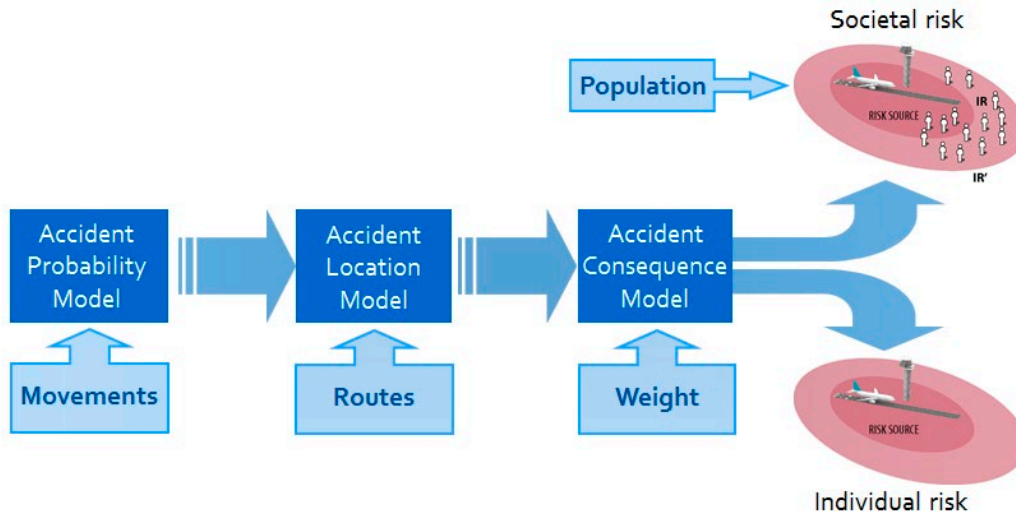 Societal risk
Population
IR
RISK SOURCE
IR'
Accident
Probability
Model
Accident
Location
Model
Accident
Consequence
Model
Movements
Routes
Weight
RISK SOURCE
Individual risk